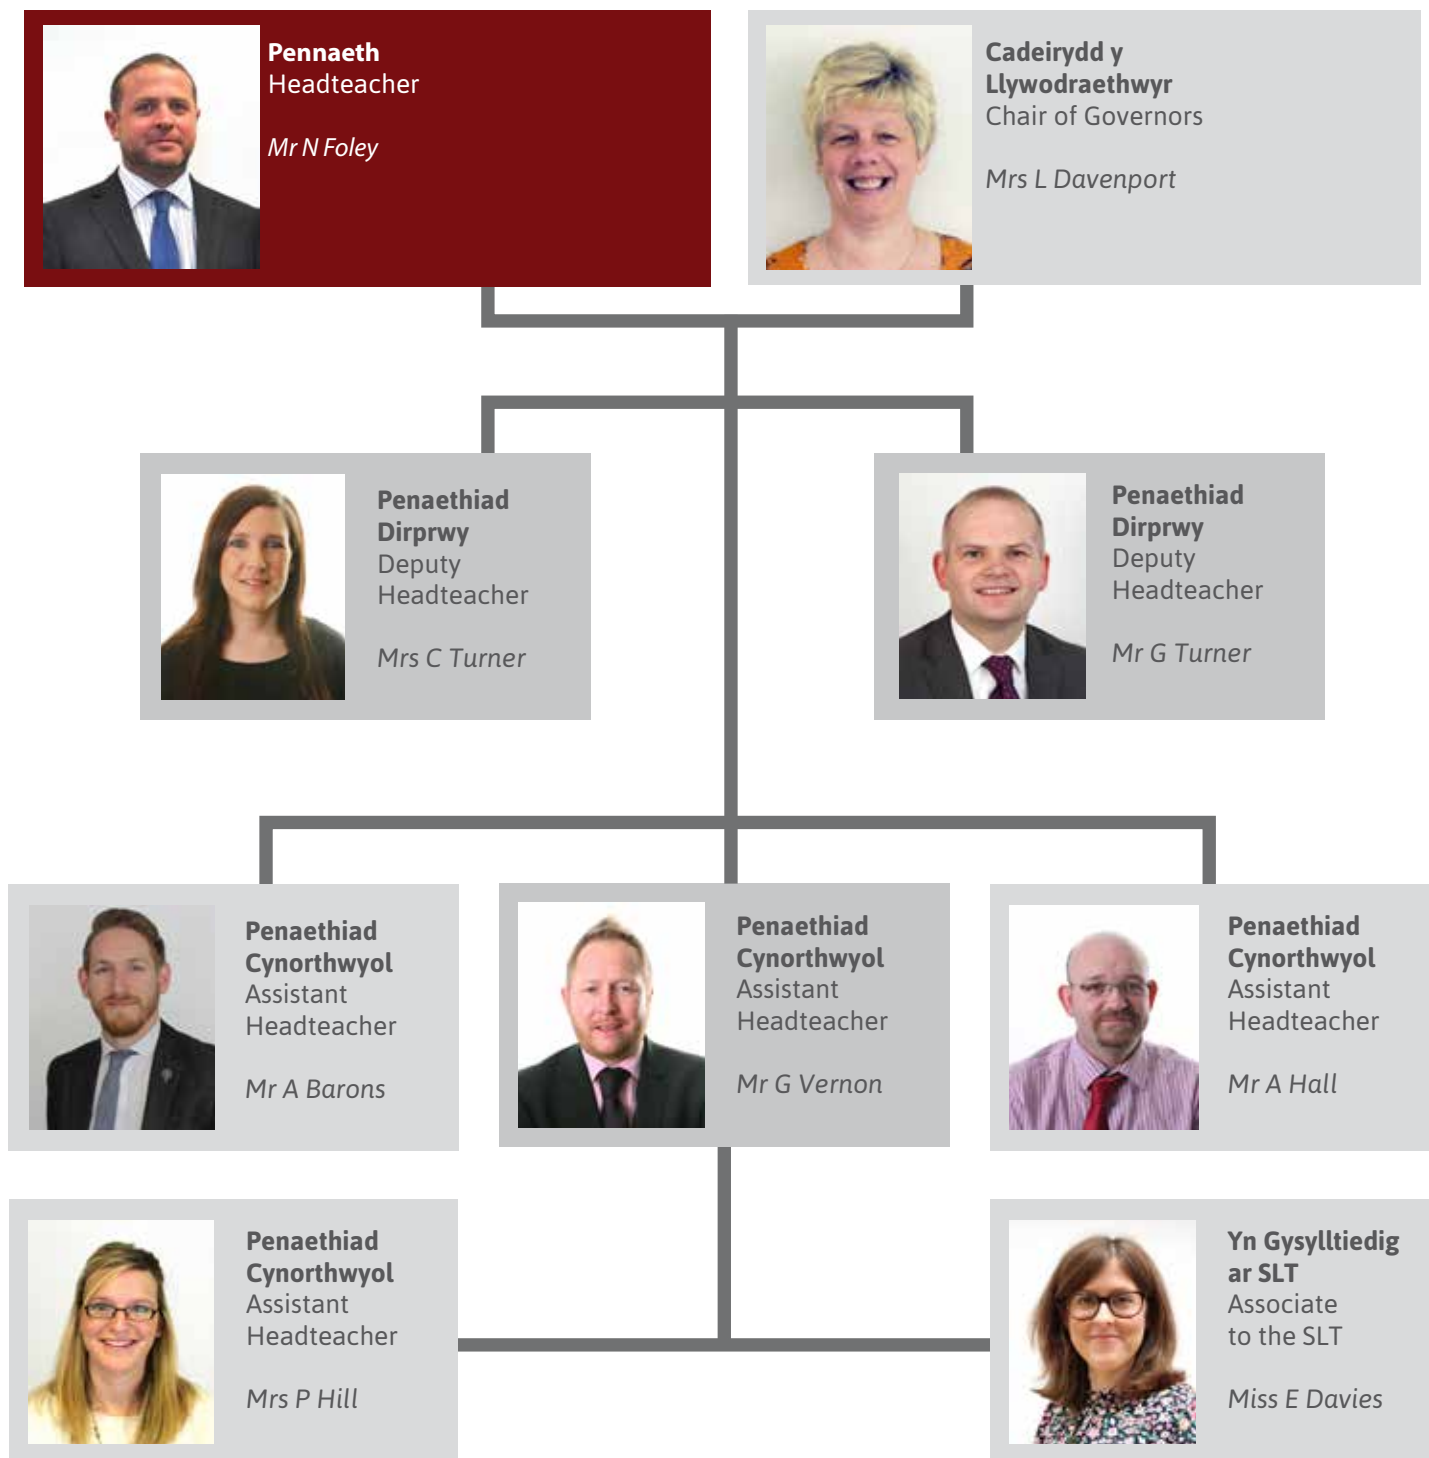 Pennaeth
Headteacher
Mr N Foley
Cadeirydd y
Llywodraethwyr
Chair of Governors
Mrs L Davenport
Penaethiad
Dirprwy
Deputy
Headteacher
Mrs C Turner
Penaethiad
Dirprwy
Deputy
Headteacher
Mr G Turner
Penaethiad
Cynorthwyol
Assistant
Headteacher
Mr A Barons
Penaethiad
Cynorthwyol
Assistant
Headteacher
Mr G Vernon
Penaethiad
Cynorthwyol
Assistant
Headteacher
Mr A Hall
Penaethiad
Cynorthwyol
Assistant
Headteacher
Mrs P Hill
Yn Gysylltiedig
ar SLT
Associate
to the SLT
Miss E Davies